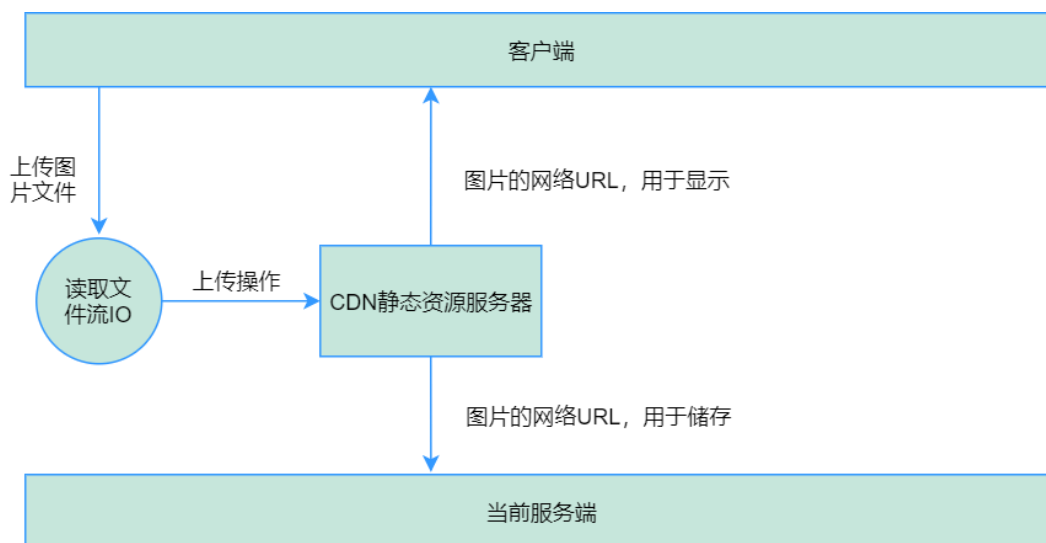 客户端
上传图
片文件
图片的网络URL，用于显示
读取文
件流IO
上传操作
CDN静态资源服务器
图片的网络URL，用于储存
当前服务端